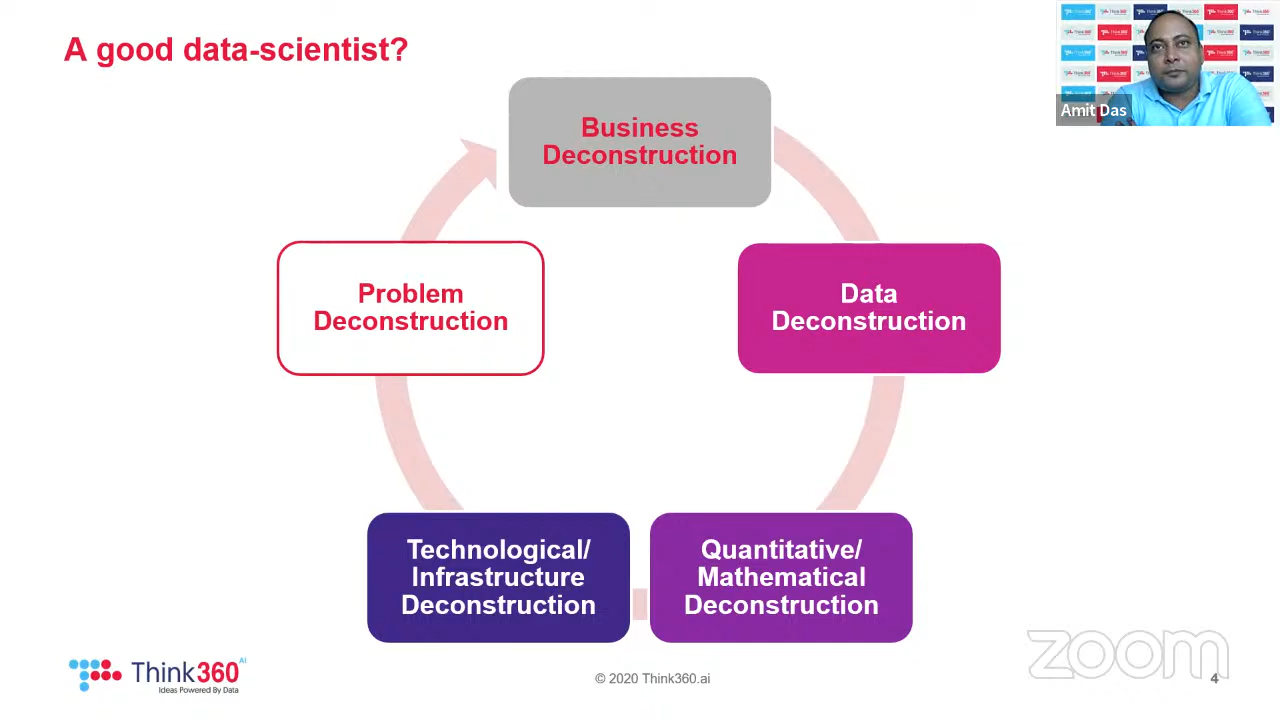 A good data-scientist?
Amit Das
Business
Deconstruction
Data
Deconstruction
Quantitative/
Mathematical
Deconstruction
Technological/
Infrastructure
Deconstruction
Problem
Deconstruction
Think360 AI
Ideas Powered By Data
© 2020 Think360.ai
zoom
4